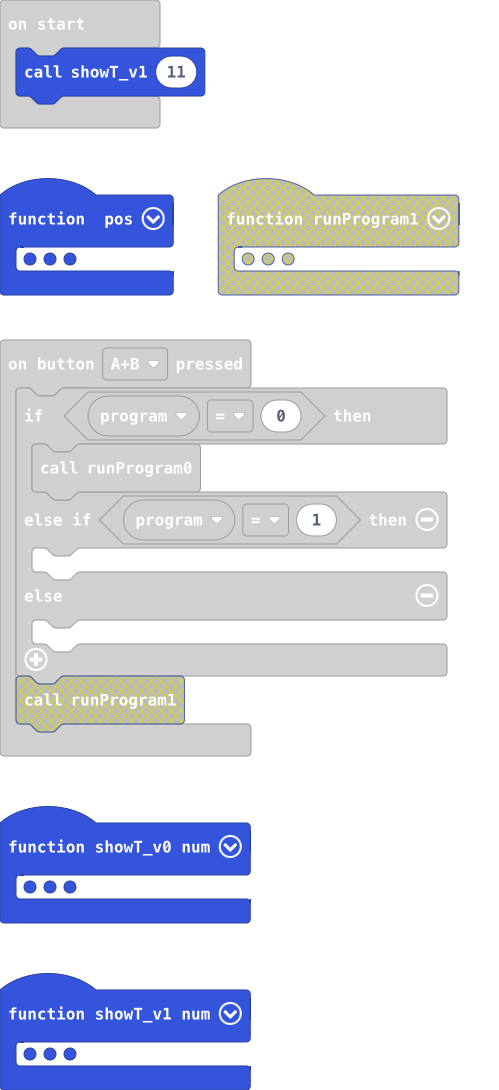 on start
call showT_v1 11
function pos
function runProgram1
on button A+B pressed
if program = 0 then
call runProgram0
else if program = 1 then
else
call runProgram1
function showT_v0 num
function showT_v1 num